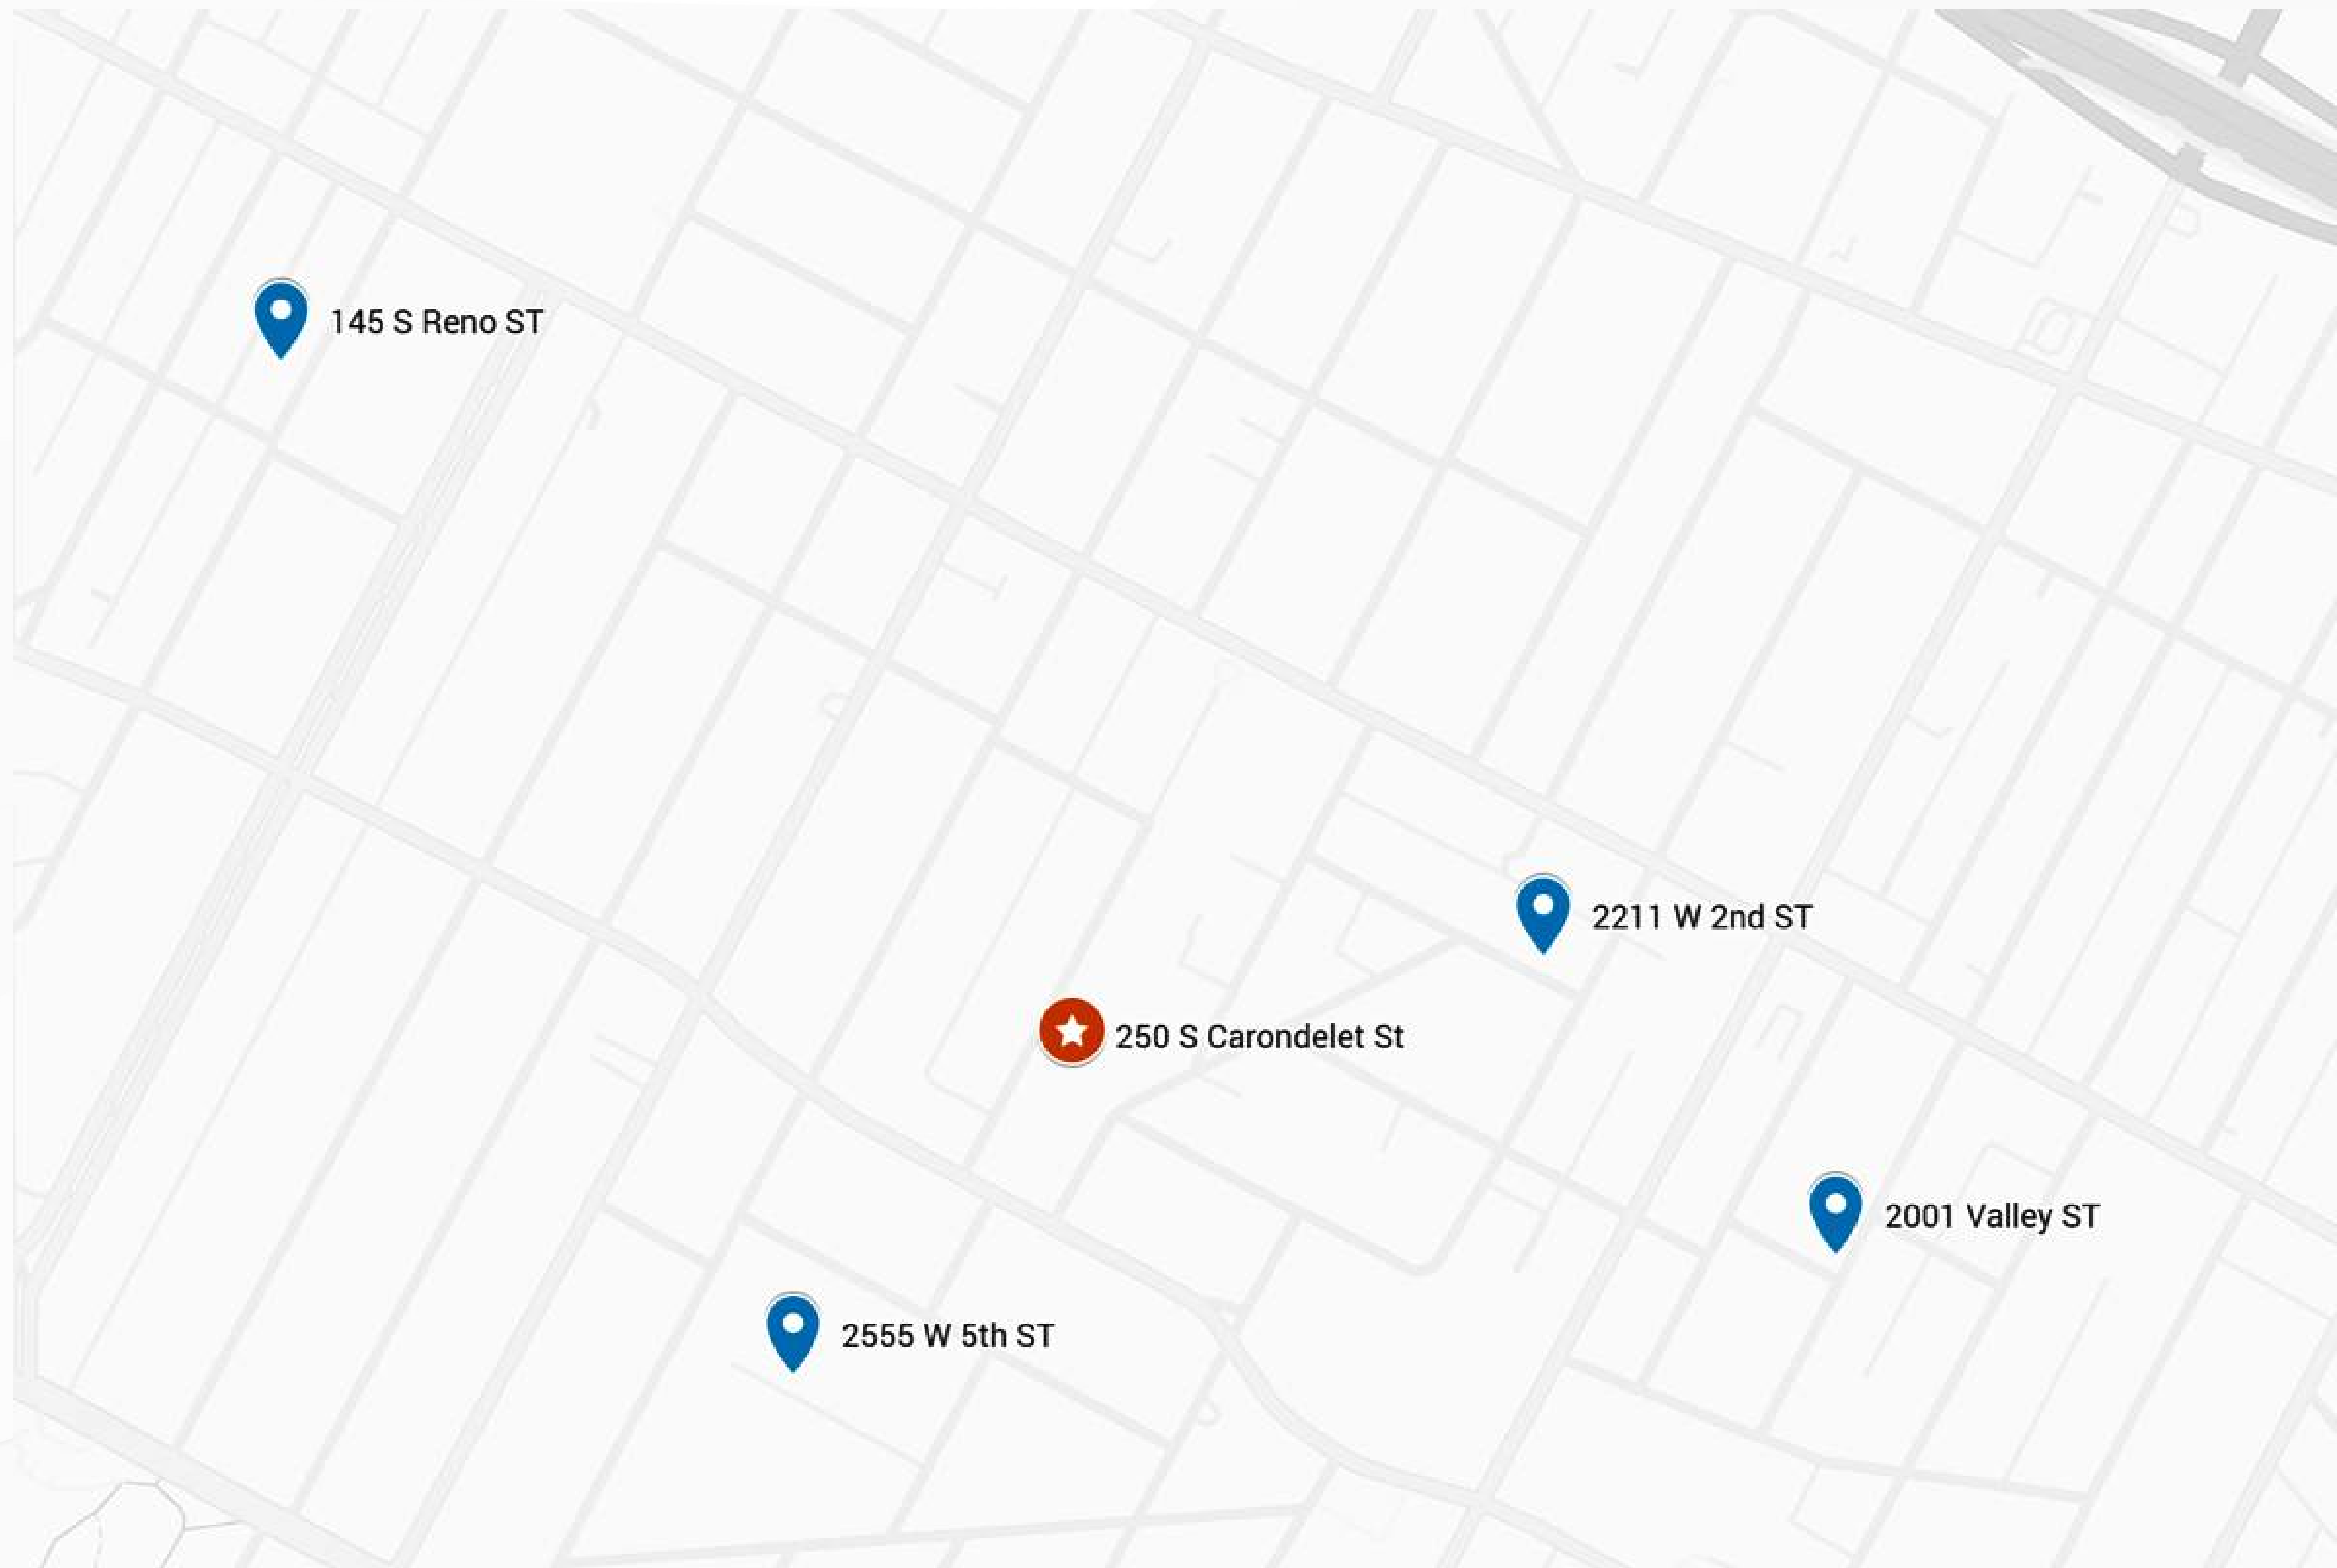 145 S Reno ST
2211 W 2nd ST
250 S Carondelet St
2001 Valley ST
2555 W 5th ST